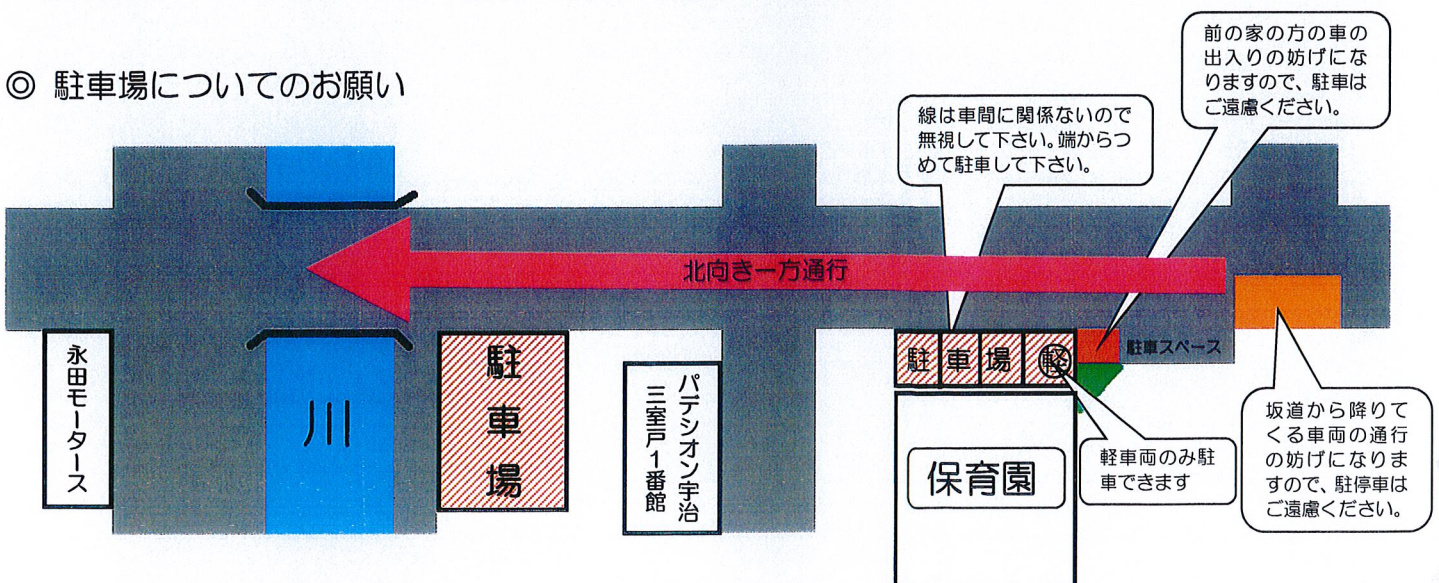 ◎ 駐車場についてのお願い
前の家の方の車の
出入りの妨げにな
りますので、駐車は
ご遠慮ください。
線は車間に関係ないので
無視して下さい。端からつ
めて駐車して下さい。
北向き一方通行
永田モータース
川
駐車場
パデシオン宇治
三室戸1番館
駐車場
軽
駐車スペース
保育園
軽車両のみ駐
車できます
坂道から降りて
くる車両の通行
の妨げになりま
すので、駐停車は
ご遠慮ください。